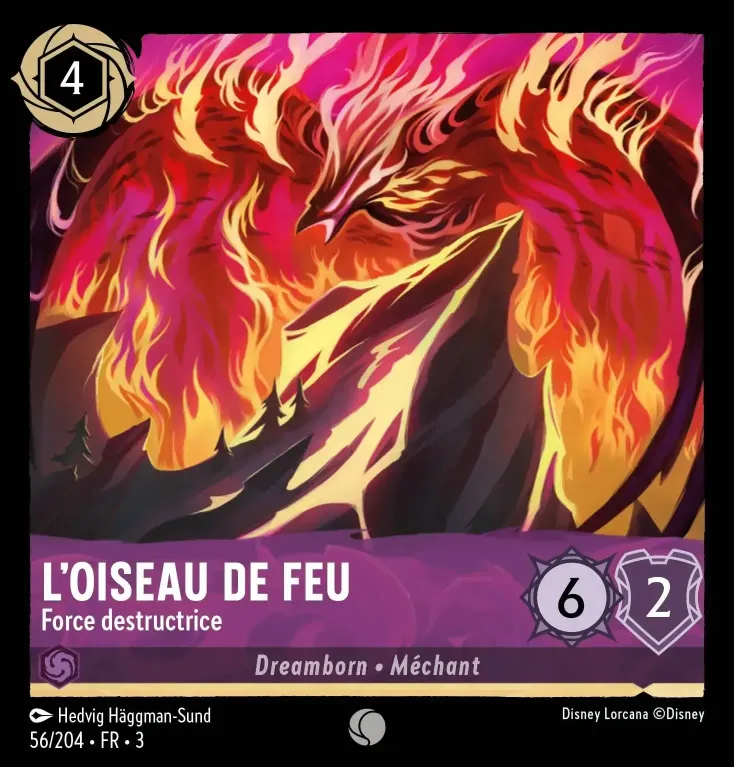 4
L'OISEAU DE FEU
Force destructrice
6
2
Dreamborn • Méchant
Hedvig Häggman-Sund
Disney Lorcana ©Disney
56/204 • FR • 3